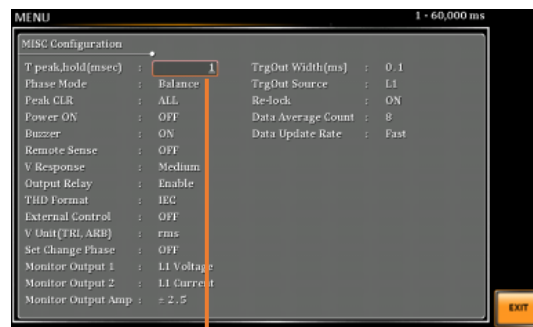 MENU 1 - 60,000 ms
MISC Configuration
T peak,hold(msec) : 1
Phase Mode : Balance
Peak CLR : ALL
Power ON : OFF
Buzzer : ON
Remote Sense : OFF
V Response : Medium
Output Relay : Enable
THD Format : IEC
External Control : OFF
V Unit(TRI, ARB) : rms
Set Change Phase : OFF
Monitor Output 1 : L1 Voltage
Monitor Output 2 : L1 Current
Monitor Output Amp : ± 2.5
TrgOut Width(ms) : 0.1
TrgOut Source : L1
Re-lock : ON
Data Average Count : 8
Data Update Rate : Fast
EXIT